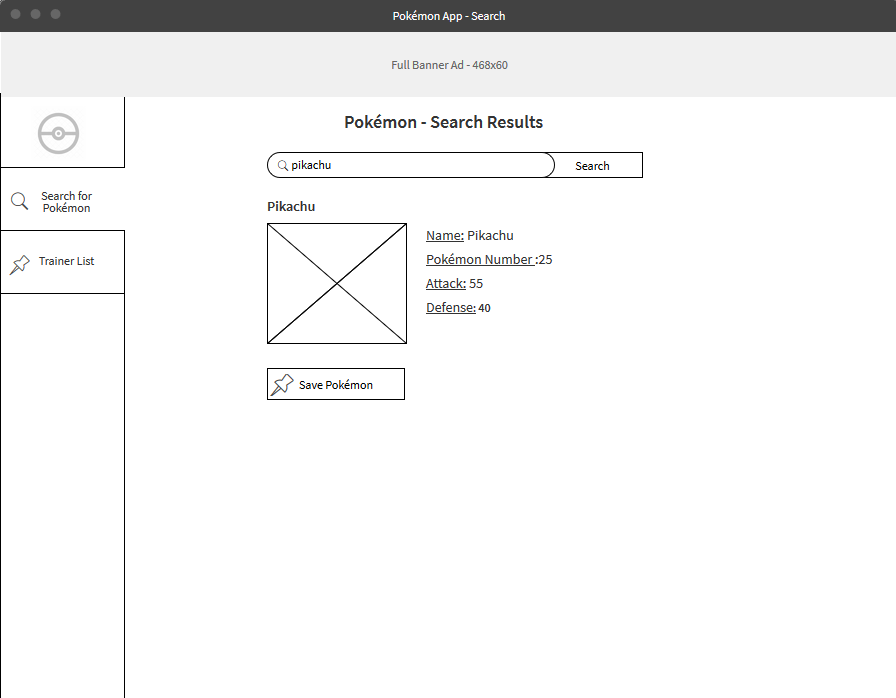 Pokémon App - Search
Full Banner Ad - 468x60
Pokémon - Search Results
pikachu
Search
Search for
Pokémon
Trainer List
Pikachu
Name: Pikachu
Pokémon Number :25
Attack: 55
Defense: 40
Save Pokémon